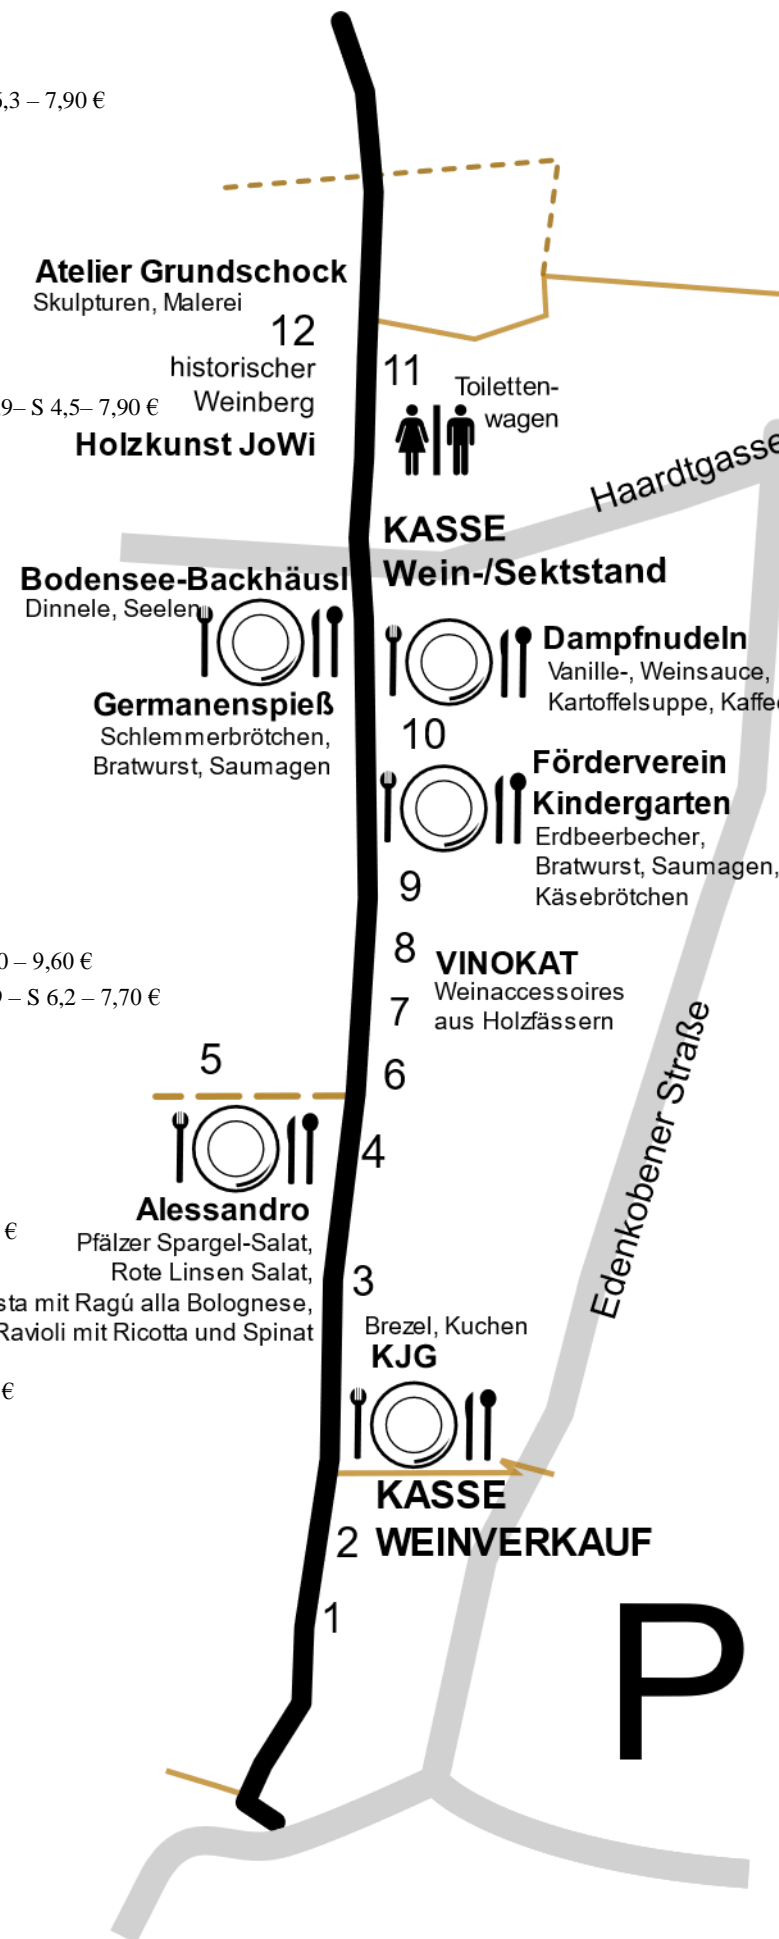 6,3 – 7,90 €
Atelier Grundschock
Skulpturen, Malerei
12
historischer
Weinberg
9– S 4,5– 7,90 €
Holzkunst JoWi
11
Toiletten-
wagen
Haardtgasse
KASSE
Wein-/Sektstand
Bodensee-Backhäusl
Dinnele, Seelen
Germanenspieß
Schlemmerbrötchen,
Bratwurst, Saumagen
Dampfnudeln
Vanille-, Weinsauce,
Kartoffelsuppe, Kaffee
10
Förderverein
Kindergarten
Erdbeerbecher,
Bratwurst, Saumagen,
Käsebrötchen
9
8
VINOKAT
Weinaccessoires
aus Holzfässern
7
0 – 9,60 €
9 – S 6,2 – 7,70 €
6
5
4
Alessandro
Pfälzer Spargel-Salat,
Rote Linsen Salat,
sta mit Ragú alla Bolognese,
Ravioli mit Ricotta und Spinat
€
€
Edenkobener Straße
3
Brezel, Kuchen
KJG
KASSE
2 WEINVERKAUF
1
P